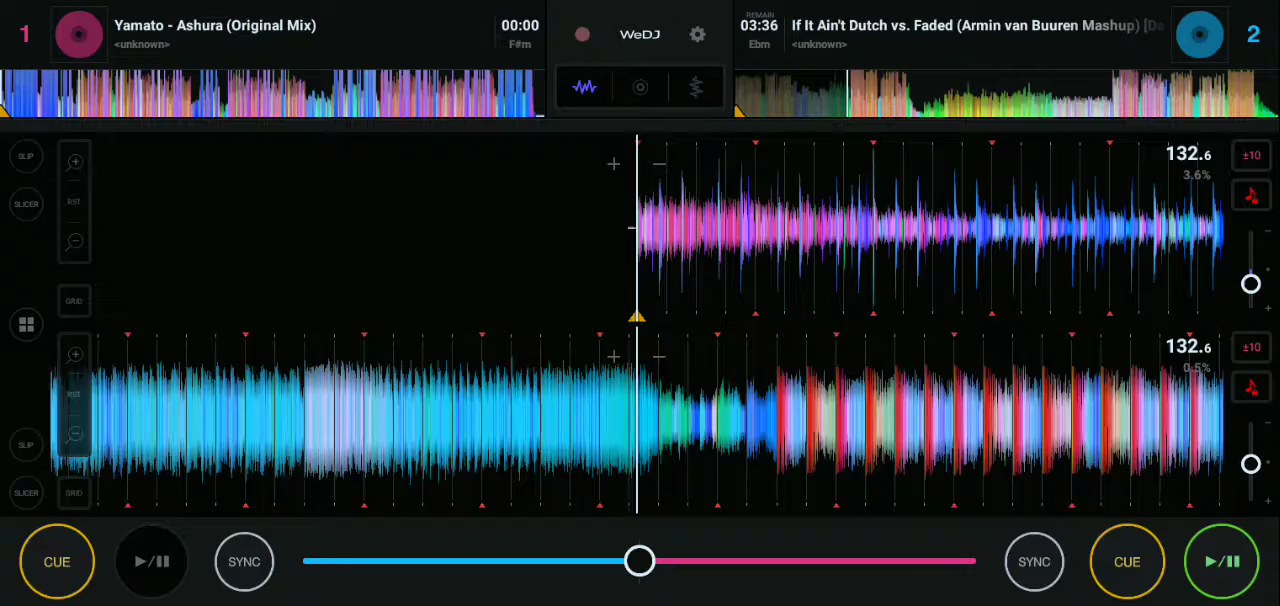 1
Yamato - Ashura (Original Mix)
<unknown>
00:00
F#m
WeDJ
REMAIN
03:36
Ebm
If It Ain't Dutch vs. Faded (Armin van Buuren Mashup) [Da
<unknown>
2
SLIP
SLICER
RST
GRID
132.6
3.6%
±10
RST
132.6
0.5%
±10
SLIP
SLICER
GRID
CUE
SYNC
SYNC
CUE